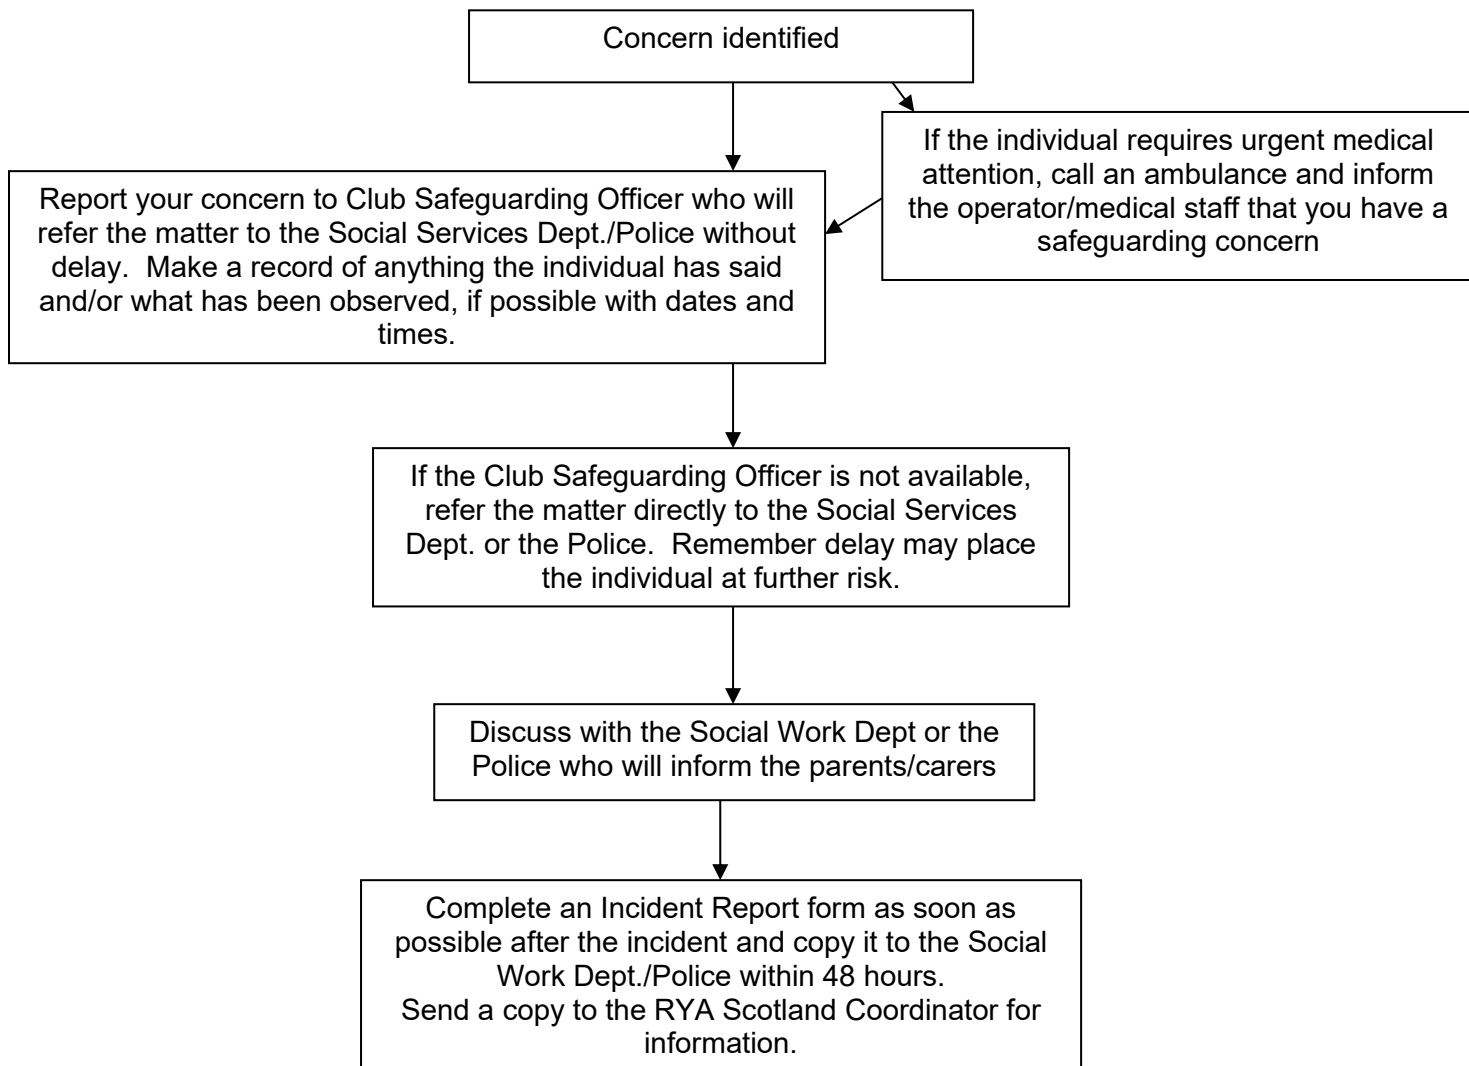 Concern identified
If the individual requires urgent medical
attention, call an ambulance and inform
the operator/medical staff that you have a
safeguarding concern
Report your concern to Club Safeguarding Officer who will
refer the matter to the Social Services Dept./Police without
delay.  Make a record of anything the individual has said
and/or what has been observed, if possible with dates and
times.
If the Club Safeguarding Officer is not available,
refer the matter directly to the Social Services
Dept. or the Police.  Remember delay may place
the individual at further risk.
Discuss with the Social Work Dept or the
Police who will inform the parents/carers
Complete an Incident Report form as soon as
possible after the incident and copy it to the Social
Work Dept./Police within 48 hours.
Send a copy to the RYA Scotland Coordinator for
information.